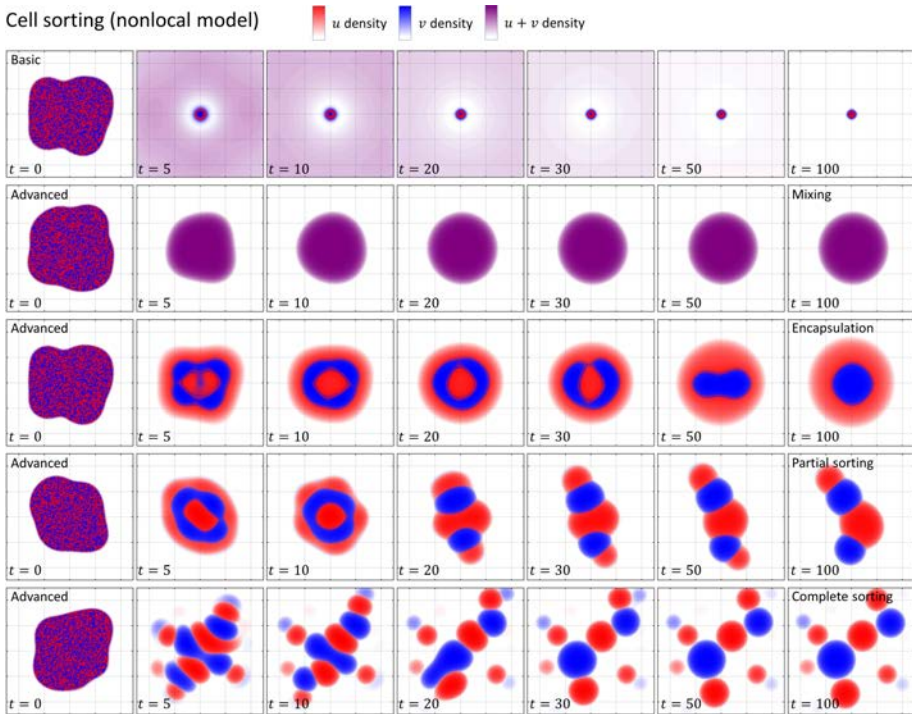 Cell sorting (nonlocal model)
u density
v density
u + v density
Basic
t = 0
t = 5
t = 10
t = 20
t = 30
t = 50
t = 100
Advanced
Mixing
t = 0
t = 5
t = 10
t = 20
t = 30
t = 50
t = 100
Advanced
Encapsulation
t = 0
t = 5
t = 10
t = 20
t = 30
t = 50
t = 100
Advanced
Partial sorting
t = 0
t = 5
t = 10
t = 20
t = 30
t = 50
t = 100
Advanced
Complete sorting
t = 0
t = 5
t = 10
t = 20
t = 30
t = 50
t = 100